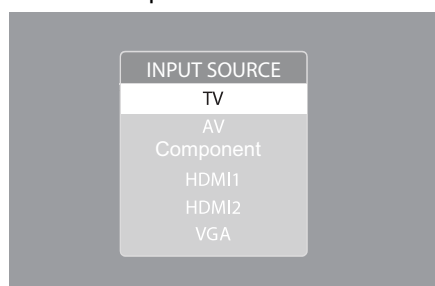 INPUT SOURCE
TV
AV
Component
HDMI1
HDMI2
VGA